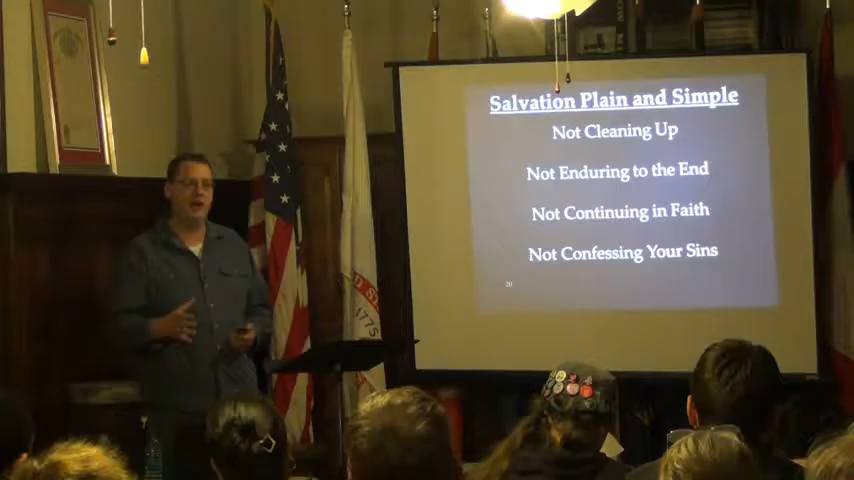 Salvation Plain and Simple
Not Cleaning Up
Not Enduring to the End
Not Continuing in Faith
Not Confessing Your Sins
20
1775